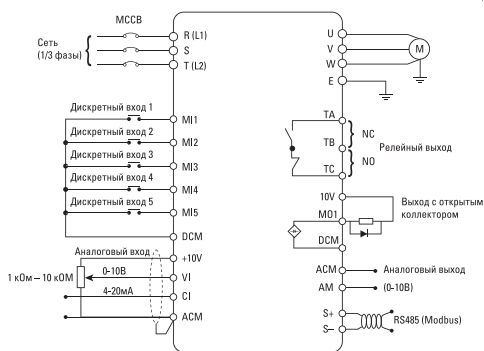 MCCB
Сеть
(1/3 фазы)
R (L1)
S
T (L2)
Дискретный вход 1
MI1
Дискретный вход 2
MI2
Дискретный вход 3
MI3
Дискретный вход 4
MI4
Дискретный вход 5
MI5
DCM
Аналоговый вход
+10V
1 кОм – 10 кОМ
0-10В
VI
4-20мА
CI
ACM
U
V
W
M
E
TA
NC
TB
Релейный выход
NO
TC
10V
Выход с открытым
коллектором
MO1
DCM
ACM
Аналоговый выход
AM
(0-10В)
S+
RS485 (Modbus)
S–